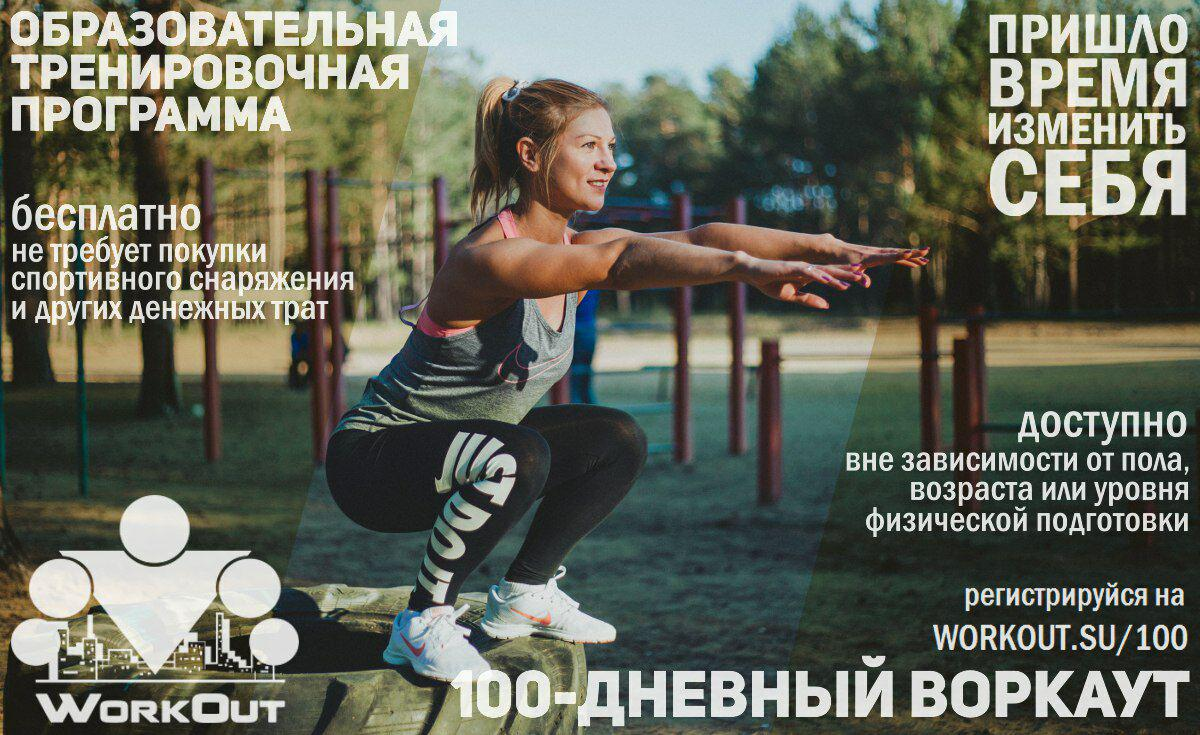 ОБРАЗОВАТЕЛЬНАЯ
ТРЕНИРОВОЧНАЯ
ПРОГРАММА
бесплатно
не требует покупки
спортивного снаряжения
и других денежных трат
ПРИШЛО
ВРЕМЯ
ИЗМЕНИТЬ
СЕБЯ
JUST DO IT.
доступно
вне зависимости от пола,
возраста или уровня
физической подготовки
регистрируйся на
WORKOUT.SU/100
100-ДНЕВНЫЙ ВОРКАУТ
WORKOUT